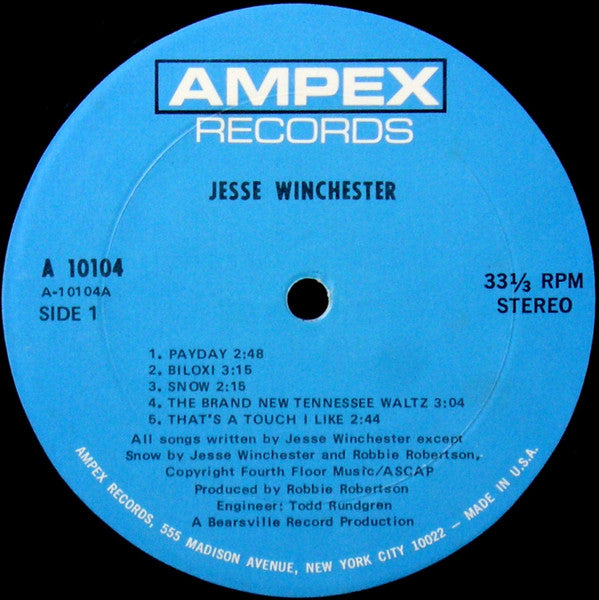 AMPEX
RECORDS
JESSE WINCHESTER
A 10104
A-10104A
SIDE 1
33⅓ RPM
STEREO
1. PAYDAY 2:48
2. BILOXI 3:15
3. SNOW 2:15
4. THE BRAND NEW TENNESSEE WALTZ 3:04
5. THAT'S A TOUCH I LIKE 2:44
All songs written by Jesse Winchester except
Snow by Jesse Winchester and Robbie Robertson,
Copyright Fourth Floor Music/ASCAP
Produced by Robbie Robertson
Engineer: Todd Rundgren
A Bearsville Record Production
AMPEX RECORDS, 555 MADISON AVENUE, NEW YORK CITY 10022 — MADE IN U.S.A.